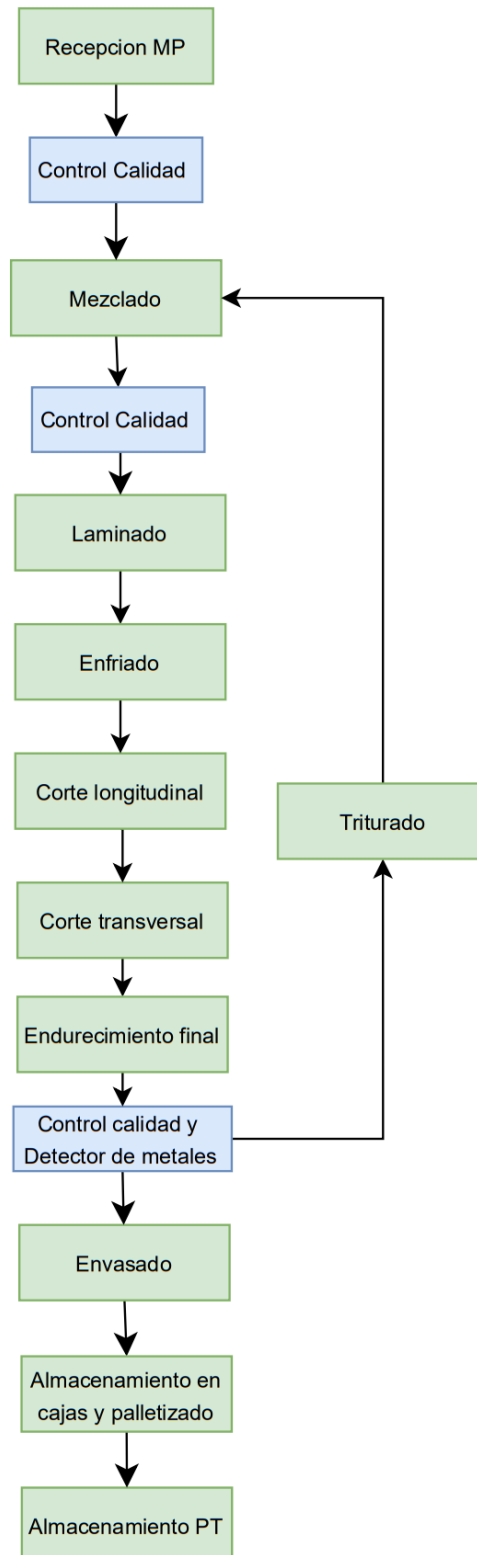 Recepcion MP
Control Calidad
Mezclado
Control Calidad
Laminado
Enfriado
Corte longitudinal
Triturado
Corte transversal
Endurecimiento final
Control calidad y
Detector de metales
Envasado
Almacenamiento en
cajas y palletizado
Almacenamiento PT